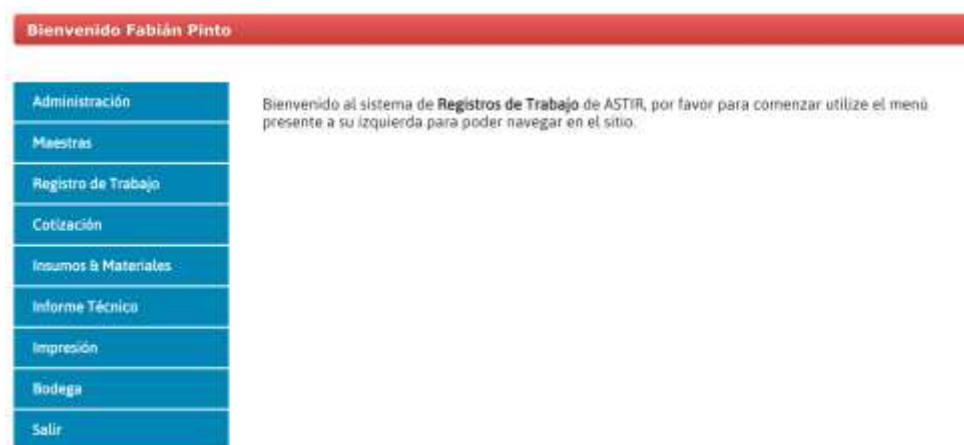 Bienvenido Fabián Pinto
Administración
Maestras
Registro de Trabajo
Cotización
Insumos & Materiales
Informe Técnico
Impresión
Bodega
Salir
Bienvenido al sistema de Registros de Trabajo de ASTIR, por favor para comenzar utilize el menú
presente a su izquierda para poder navegar en el sitio.